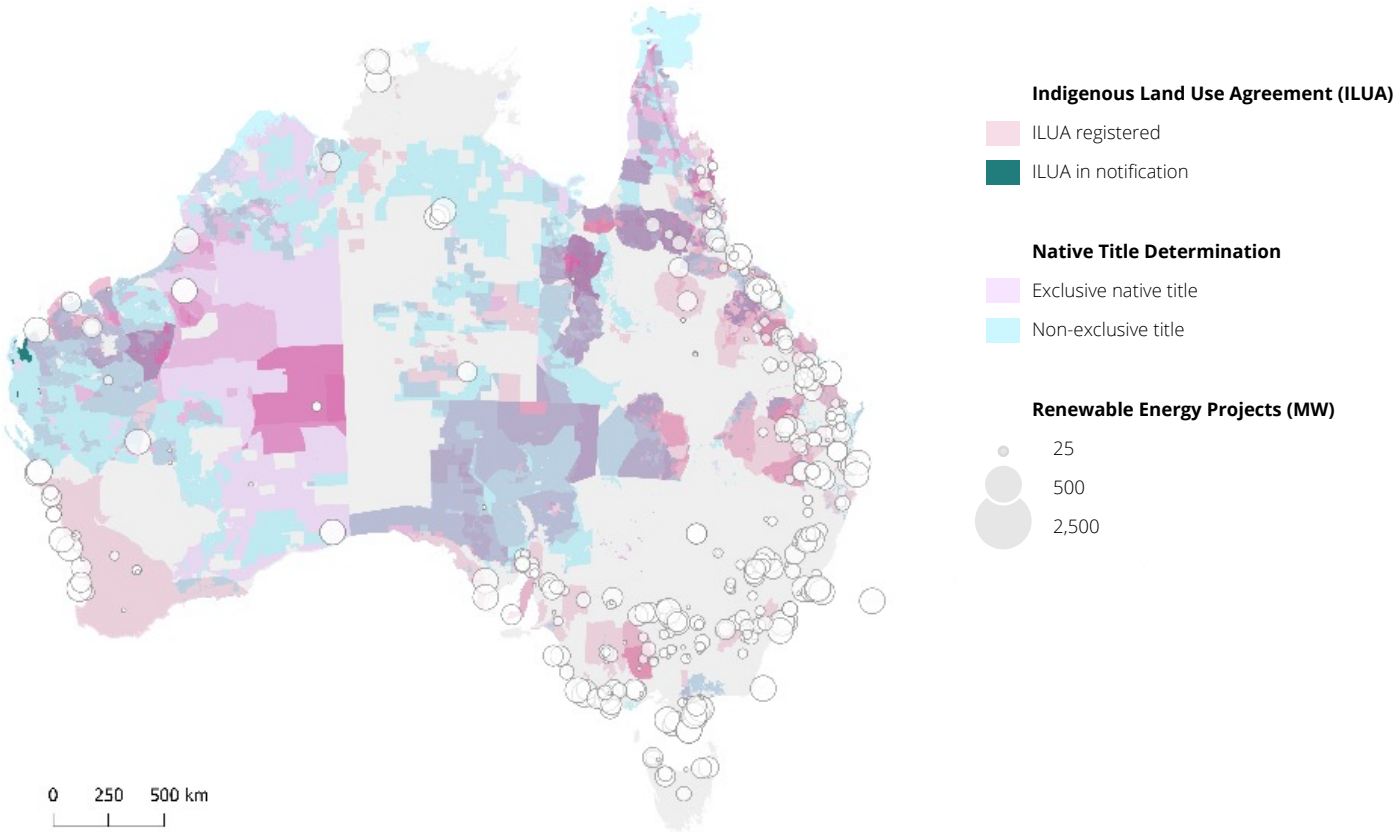 Indigenous Land Use Agreement (ILUA)
ILUA registered
ILUA in notification
Native Title Determination
Exclusive native title
Non-exclusive title
Renewable Energy Projects (MW)
25
500
2,500
0 250 500 km